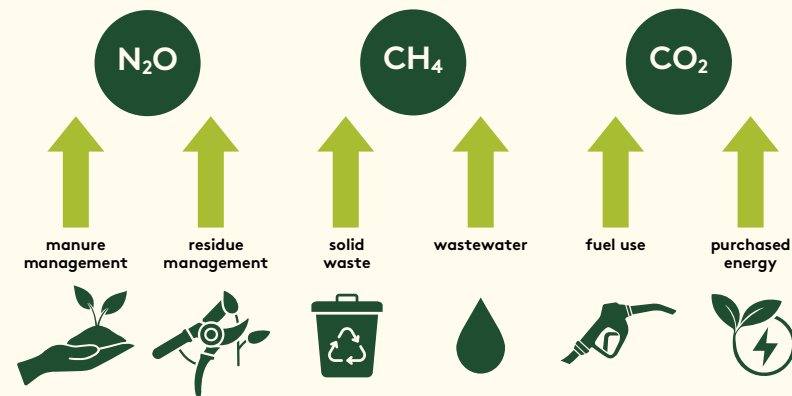 N₂O
CH₄
CO₂
manure
management
residue
management
solid
waste
wastewater
fuel use
purchased
energy